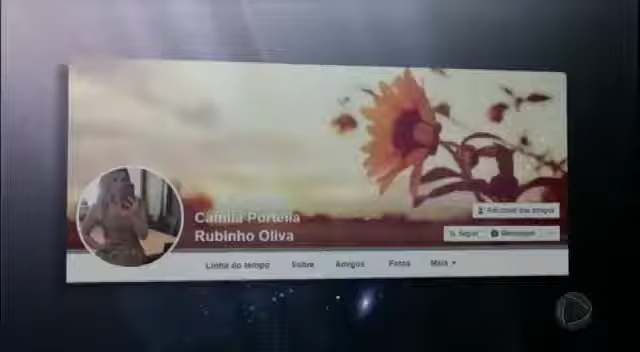 Camila Portella
Rubinho Oliva
Adicionar aos amigos
Seguir Mensagem
Linha do tempo Sobre Amigos Fotos Mais